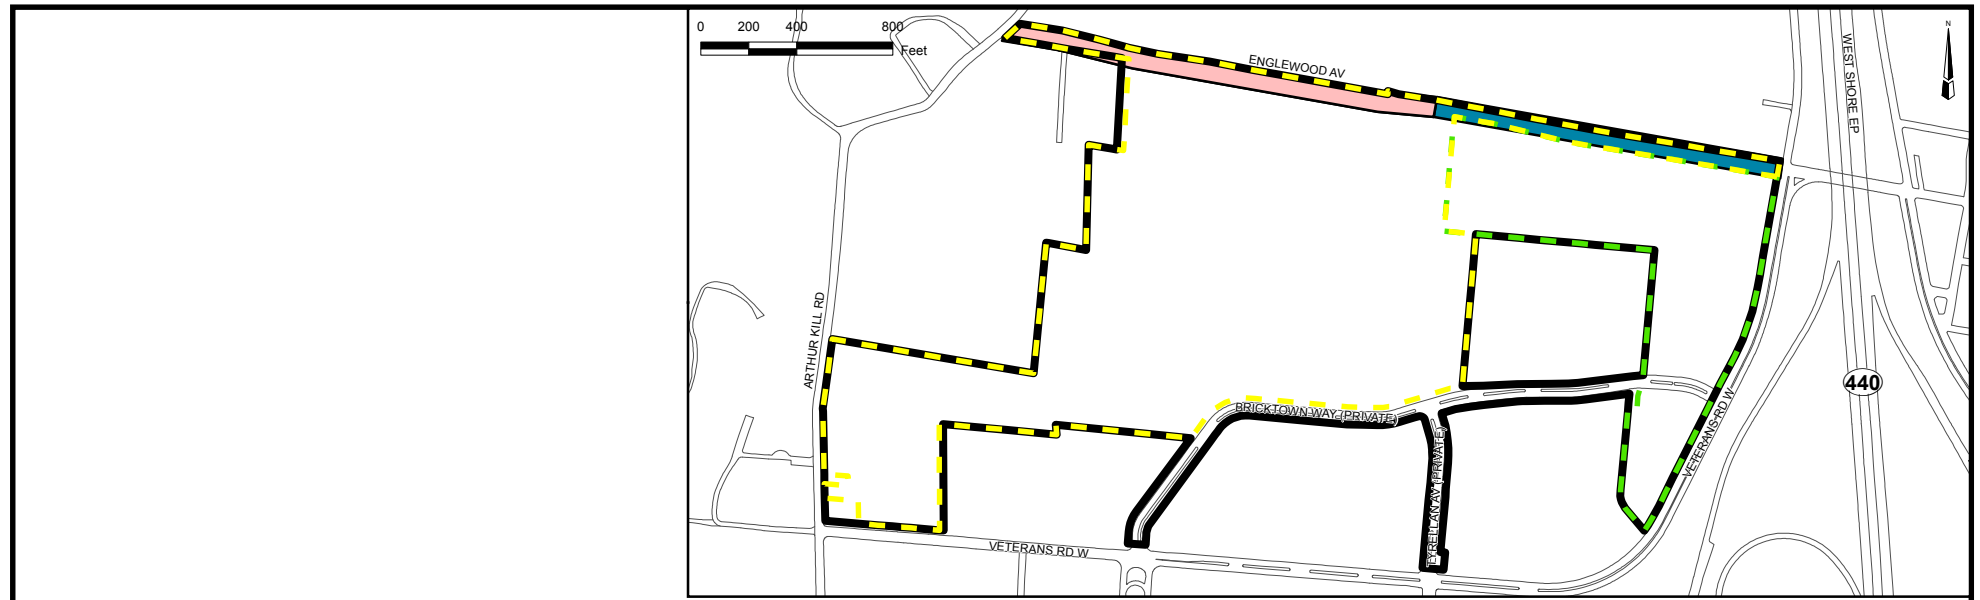 0 200 400 800
Feet
N
ENGLEWOOD AV
WEST SHORE EP
ARTHUR KILL RD
440
BRICKTOWN WAY (PRIVATE)
TYRELLAN AV (PRIVATE)
VETERANS RD W
VETERANS RD W